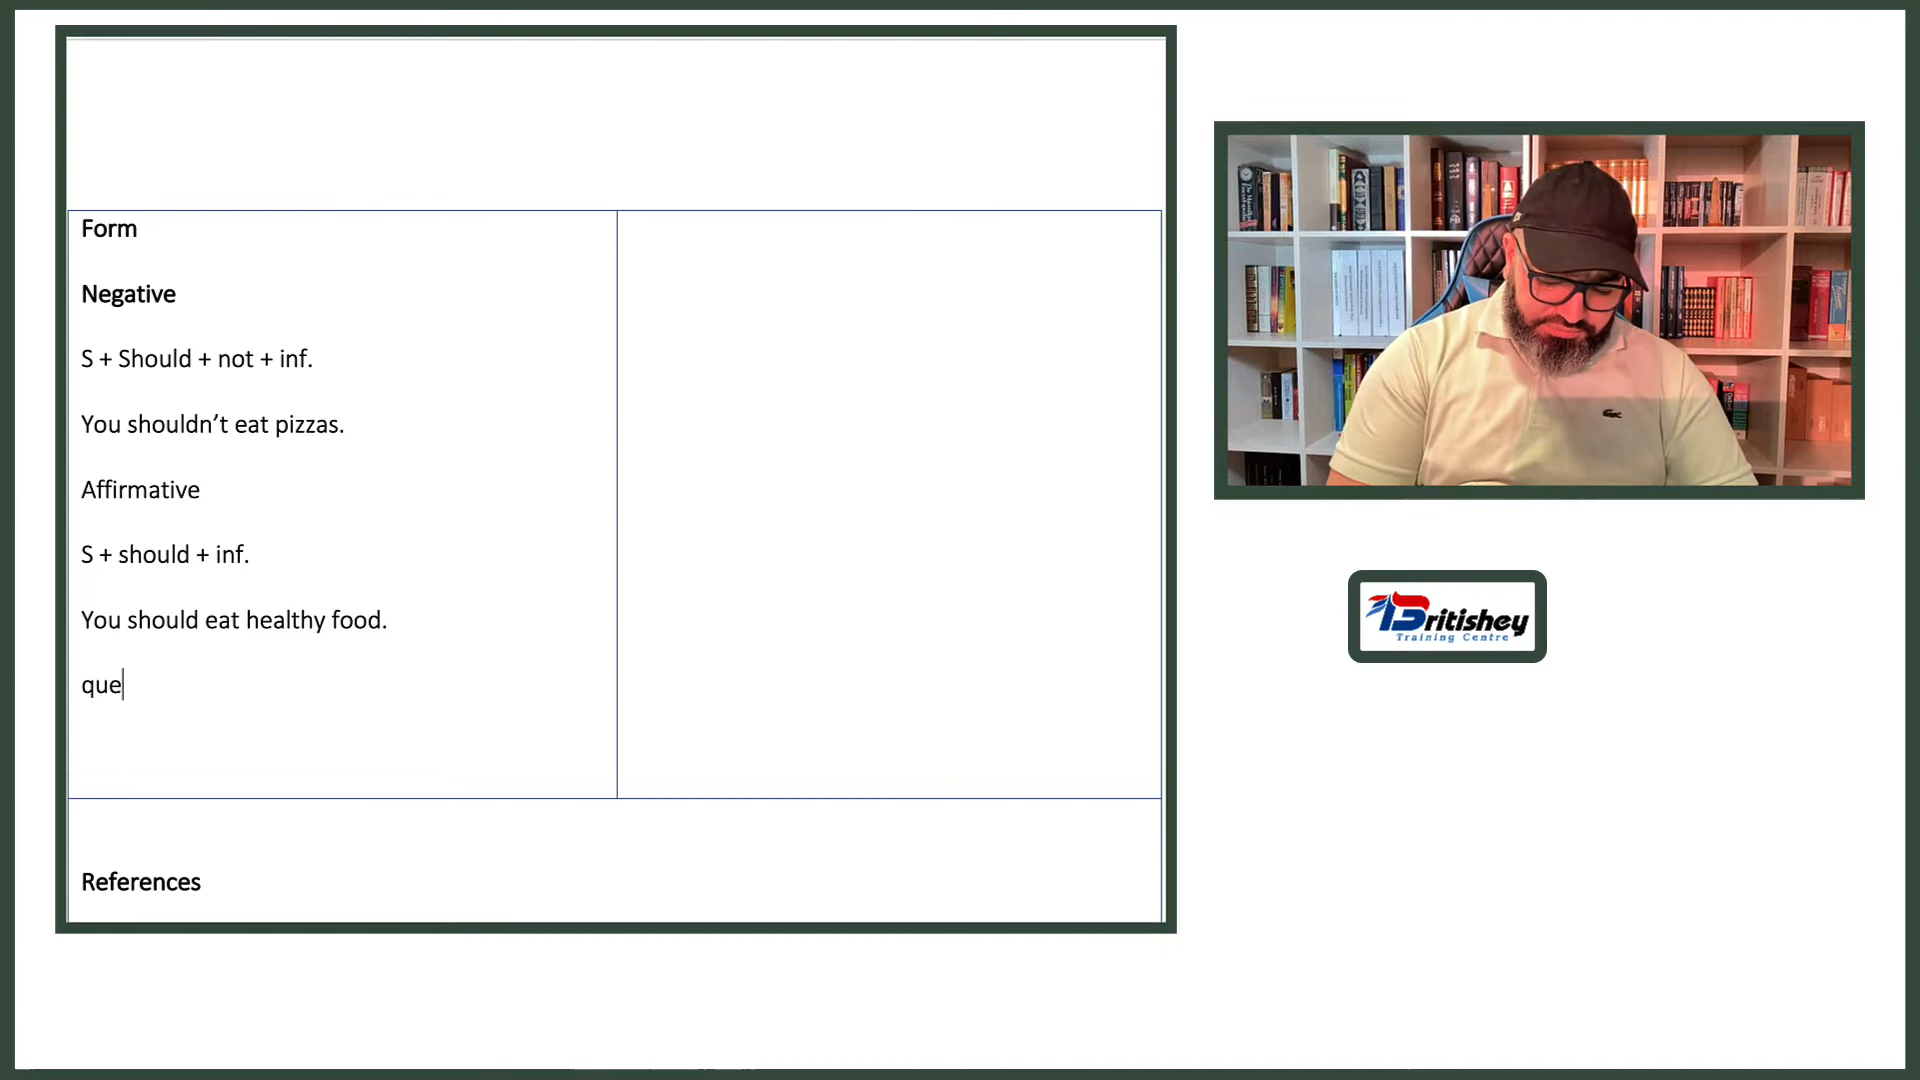 Form
Negative
S + Should + not + inf.
You shouldn’t eat pizzas.
Affirmative
S + should + inf.
You should eat healthy food.
que
References
Britishey
Training Centre